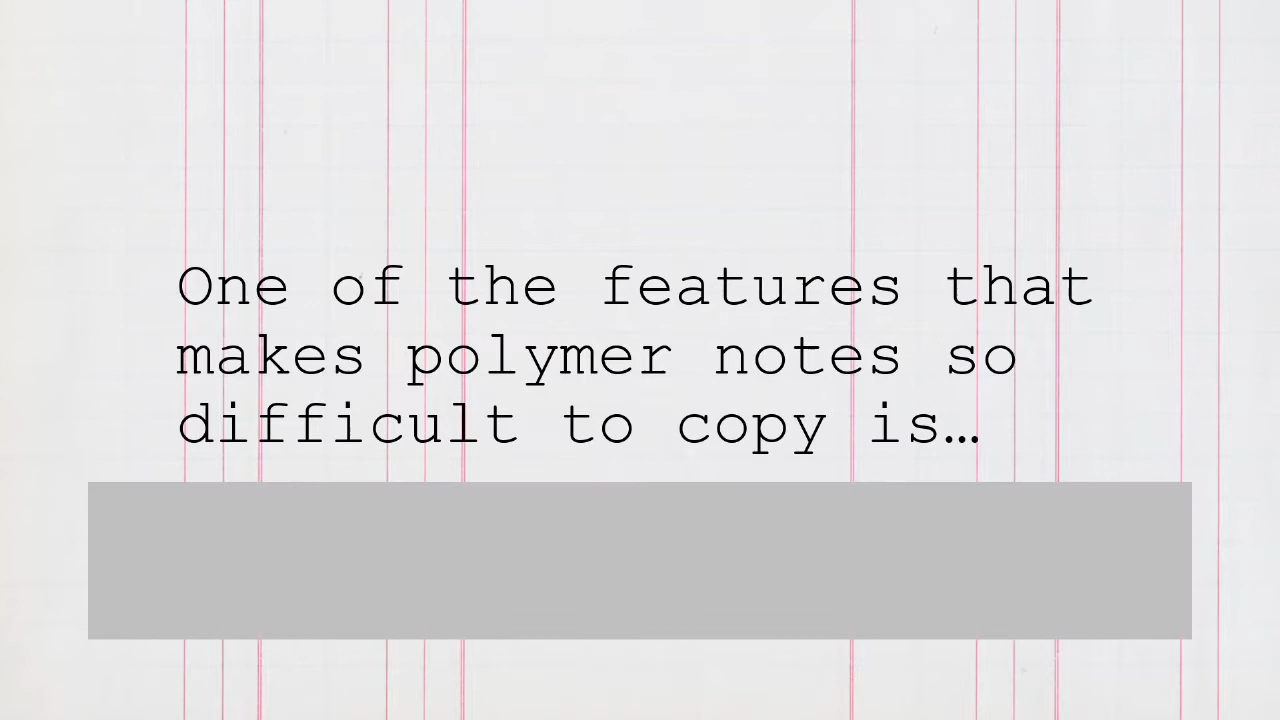 One of the features that
makes polymer notes so
difficult to copy is…